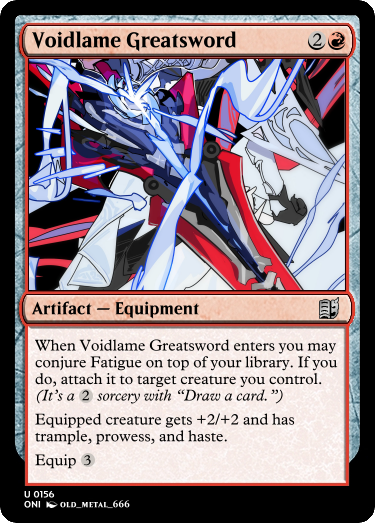 Voidlame Greatsword 2
Artifact — Equipment
When Voidlame Greatsword enters you may
conjure Fatigue on top of your library. If you
do, attach it to target creature you control.
(It's a 2 sorcery with “Draw a card.”)
Equipped creature gets +2/+2 and has
trample, prowess, and haste.
Equip 3
U 0156
ONI OLD_METAL_666